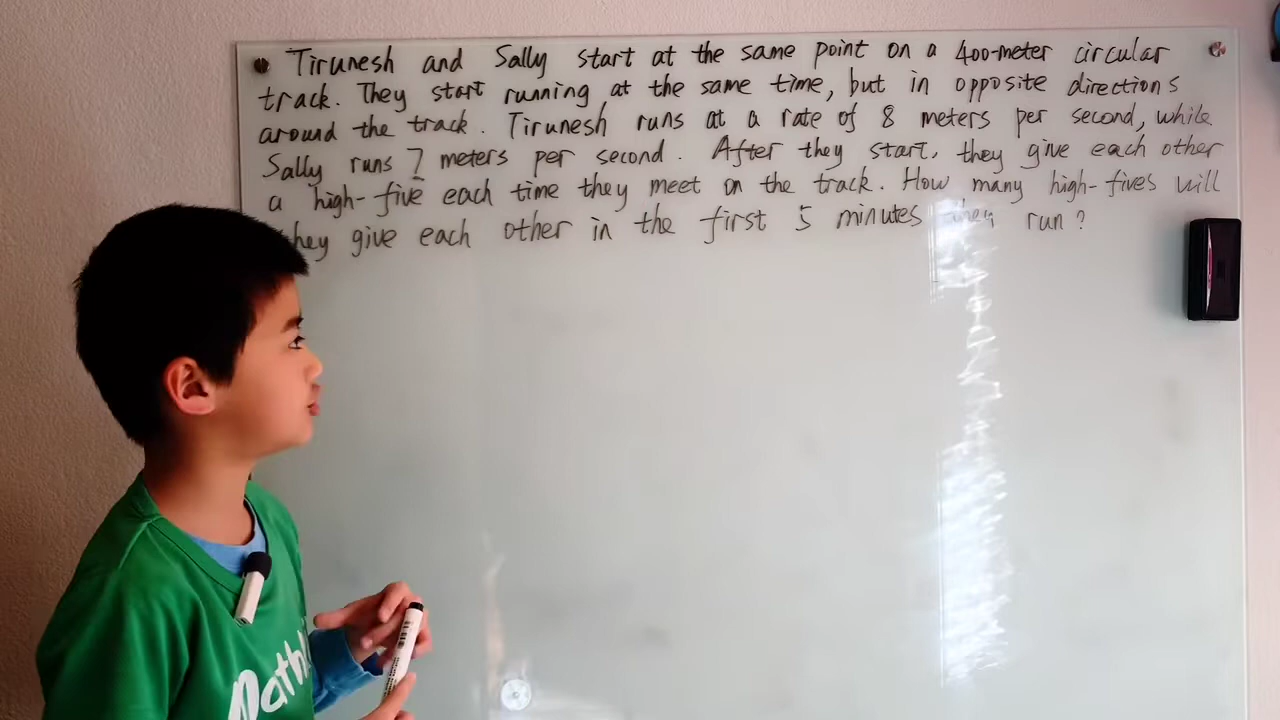 Tirunesh and Sally start at the same point on a 400-meter circular
track. They start running at the same time, but in opposite directions
around the track. Tirunesh runs at a rate of 8 meters per second, while
Sally runs 7 meters per second. After they start, they give each other
a high-five each time they meet on the track. How many high-fives will
they give each other in the first 5 minutes they run?